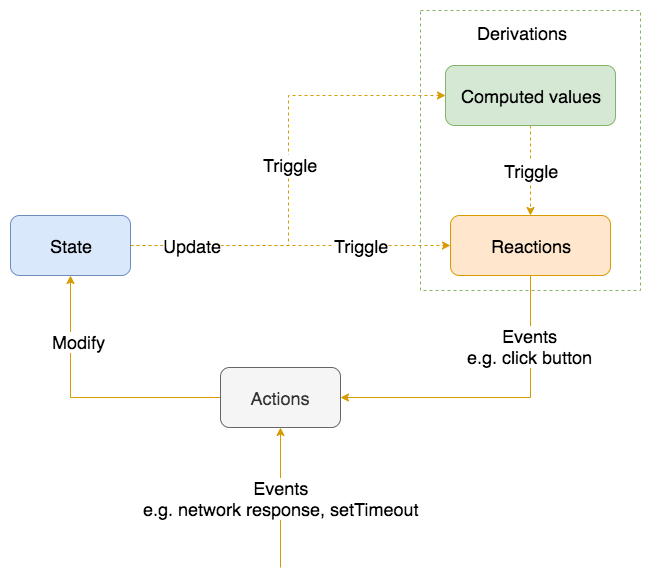 Derivations
Computed values
Triggle
Triggle
State
Update
Triggle
Reactions
Modify
Events
e.g. click button
Actions
Events
e.g. network response, setTimeout